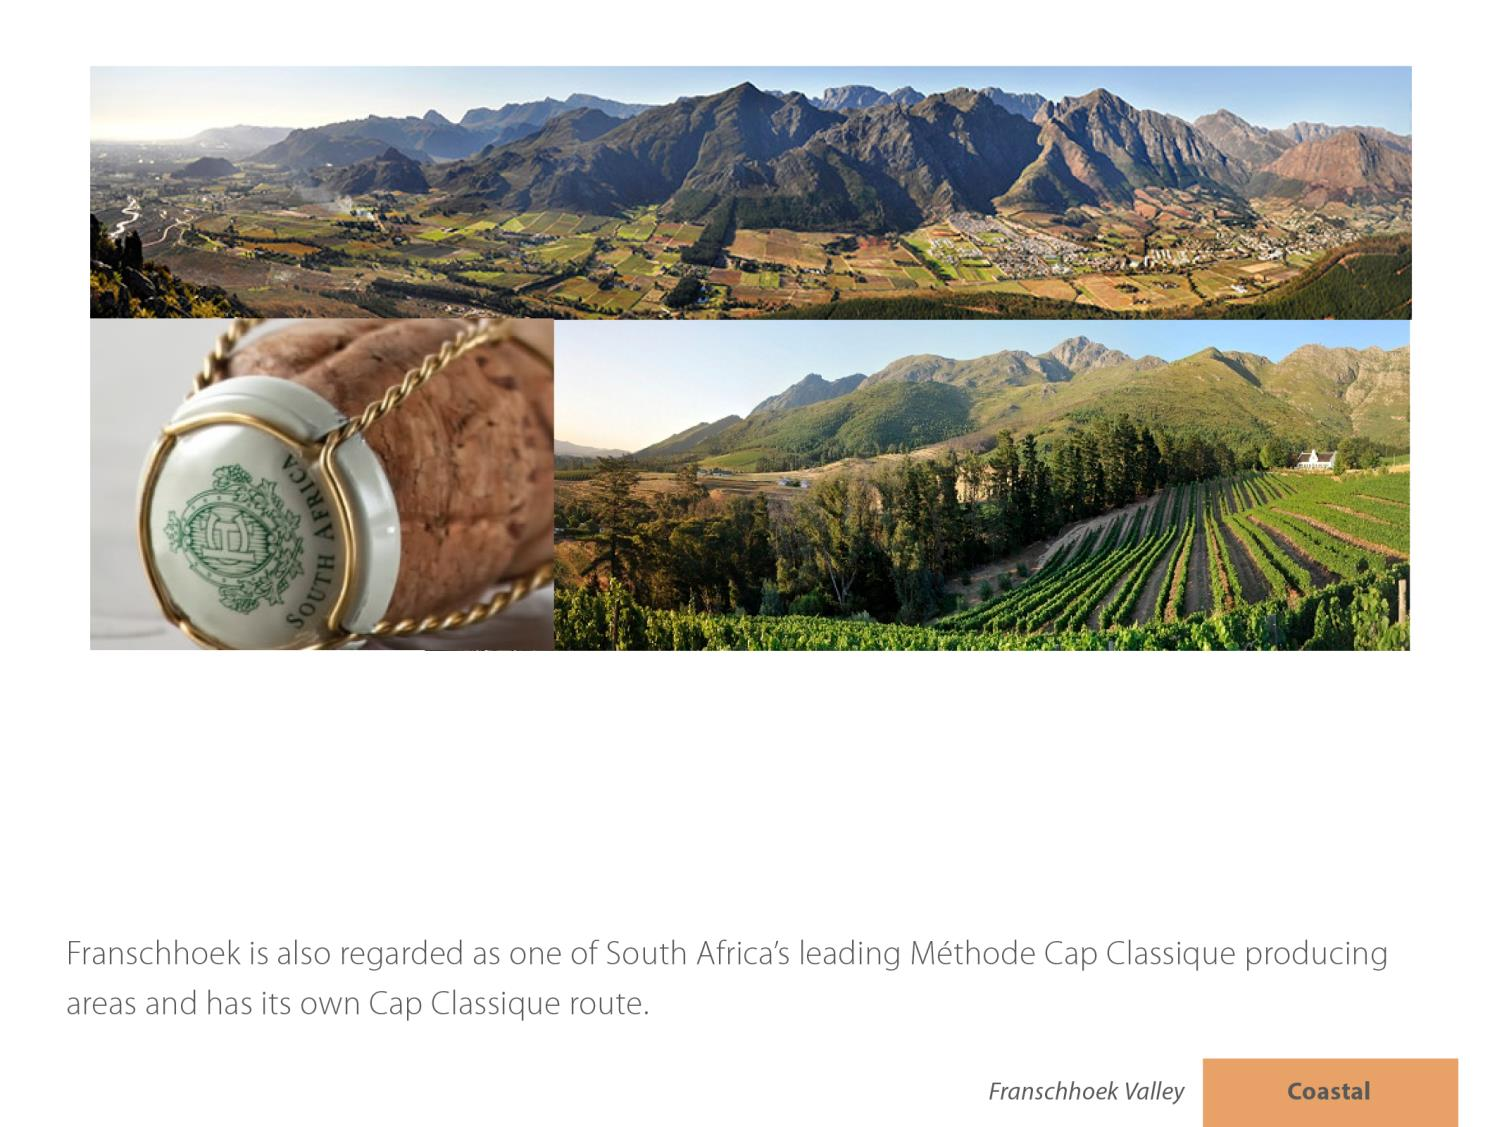 SOUTH AFRICA
Franschhoek is also regarded as one of South Africa’s leading Méthode Cap Classique producing
areas and has its own Cap Classique route.
Franschhoek Valley
Coastal